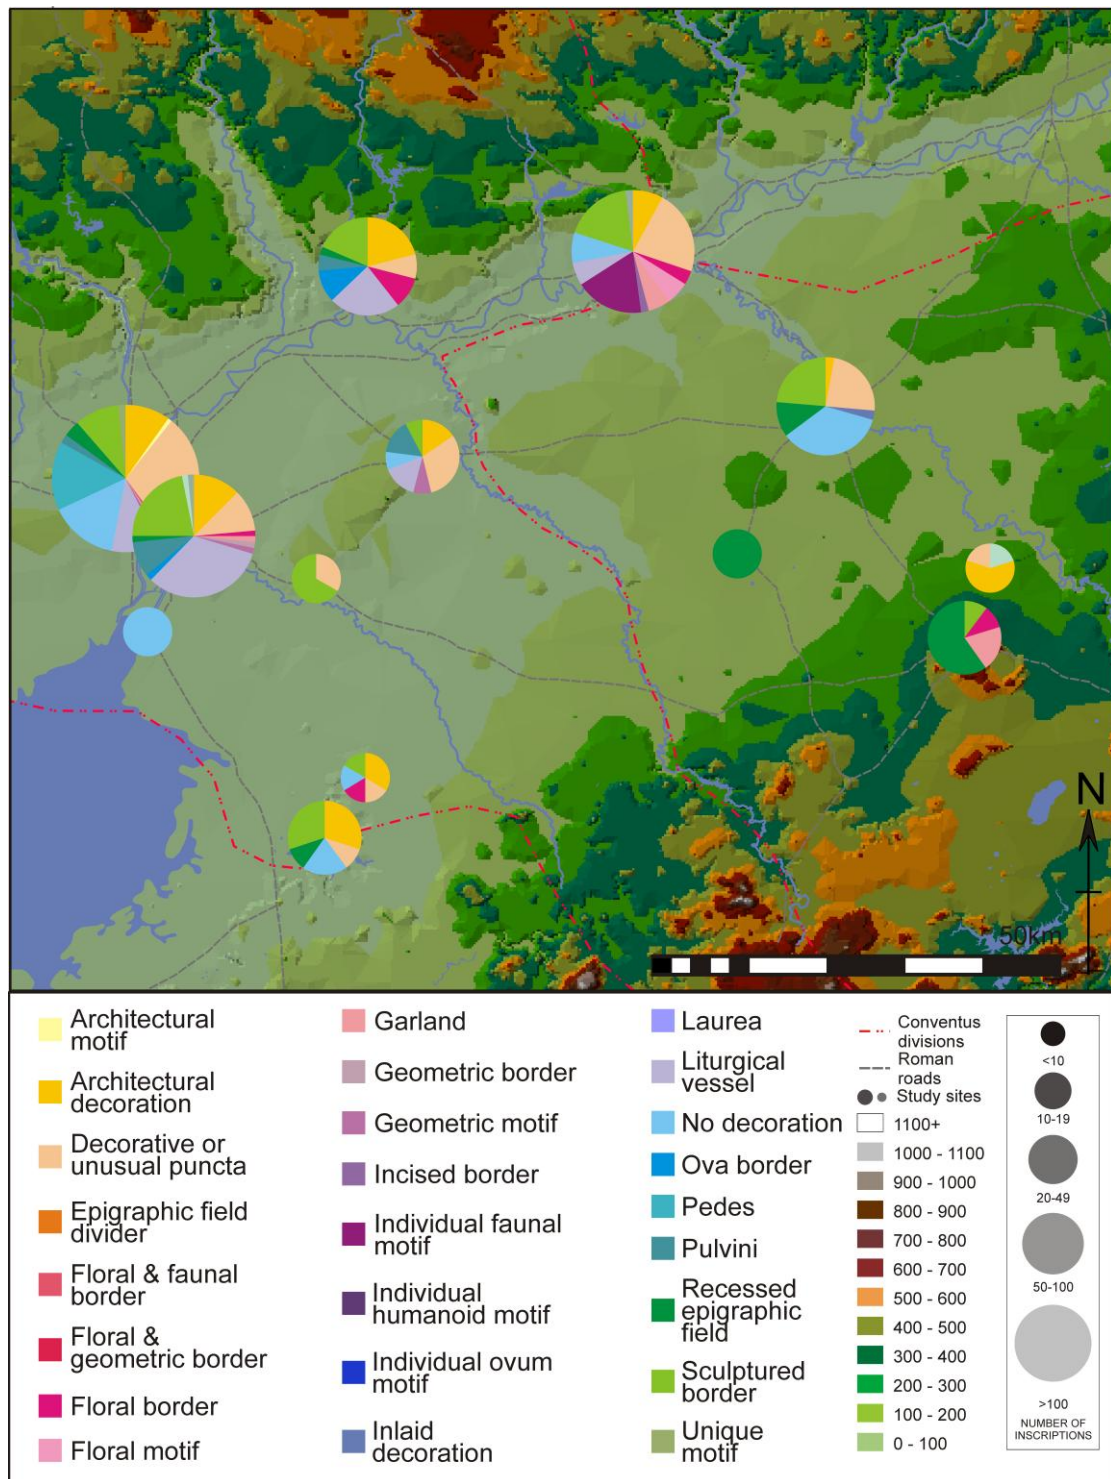 N
50km
Architectural
motif
Architectural
decoration
Decorative or
unusual puncta
Epigraphic field
divider
Floral & faunal
border
Floral &
geometric border
Floral border
Floral motif
Garland
Geometric border
Geometric motif
Incised border
Individual faunal
motif
Individual
humanoid motif
Individual ovum
motif
Inlaid
decoration
Laurea
Liturgical
vessel
No decoration
Ova border
Pedes
Pulvini
Recessed
epigraphic
field
Sculptured
border
Unique
motif
Conventus
divisions
Roman
roads
Study sites
1100+
1000 - 1100
900 - 1000
800 - 900
700 - 800
600 - 700
500 - 600
400 - 500
300 - 400
200 - 300
100 - 200
0 - 100
<10
10-19
20-49
50-100
>100
NUMBER OF
INSCRIPTIONS